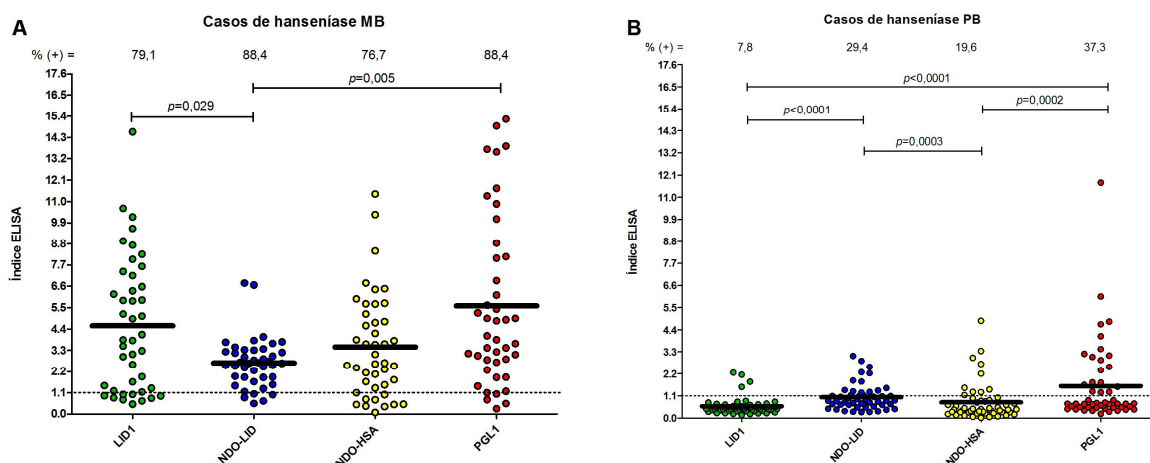 A
Casos de hanseníase MB
% (+) = 79,1 88,4 76,7 88,4
p=0,005
p=0,029
Índice ELISA
17.6
16.5
15.4
14.3
13.2
12.1
11.0
9.9
8.8
7.7
6.6
5.5
4.4
3.3
2.2
1.1
0.0
LID1 NDO-LID NDO-HSA PGL1
B
Casos de hanseníase PB
% (+) = 7,8 29,4 19,6 37,3
p<0,0001
p=0,0002
p<0,0001
p=0,0003
Índice ELISA
17.6
16.5
15.4
14.3
13.2
12.1
11.0
9.9
8.8
7.7
6.6
5.5
4.4
3.3
2.2
1.1
0.0
LID1 NDO-LID NDO-HSA PGL1